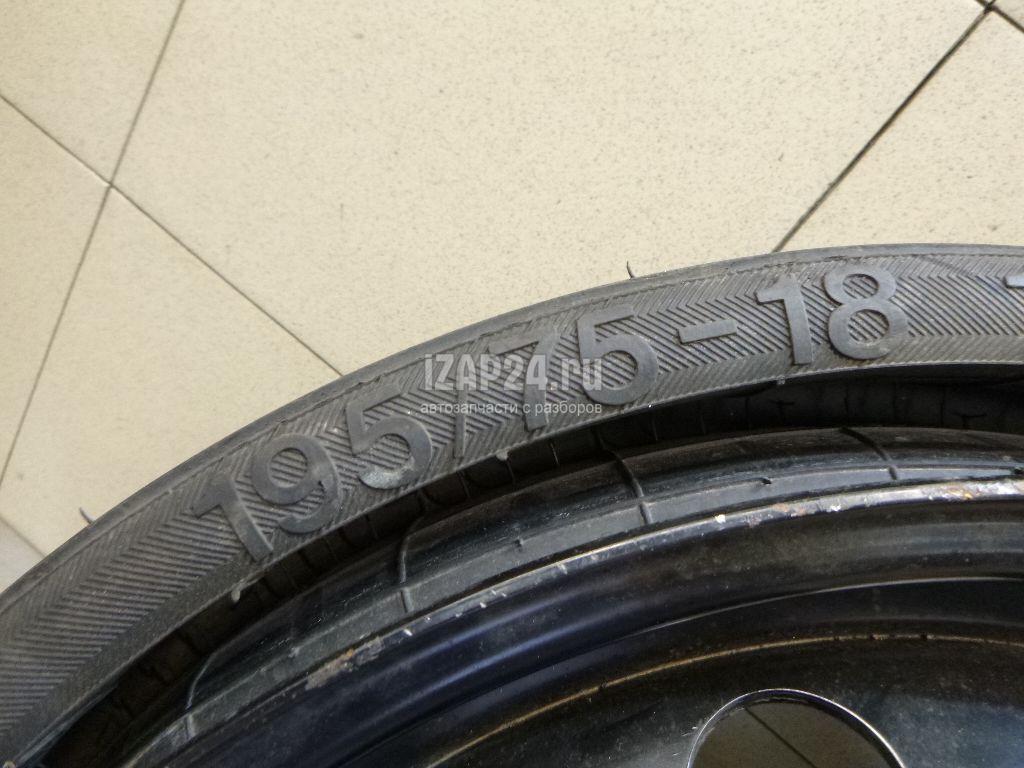 195/75-18
iZAP24.ru
автозапчасти с разборов